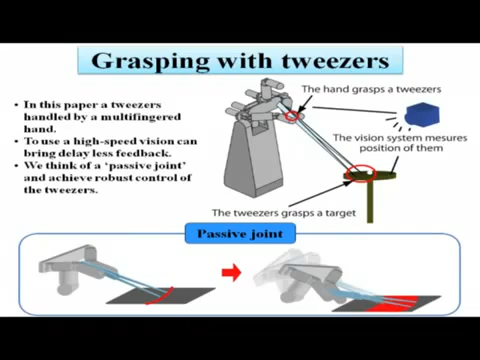 Grasping with tweezers
• In this paper a tweezers
handled by a multifingered
hand.
• To use a high-speed vision can
bring delay less feedback.
• We think of a ‘passive joint’
and achieve robust control of
the tweezers.
The hand grasps a tweezers
The vision system mesures
position of them
The tweezers grasps a target
Passive joint